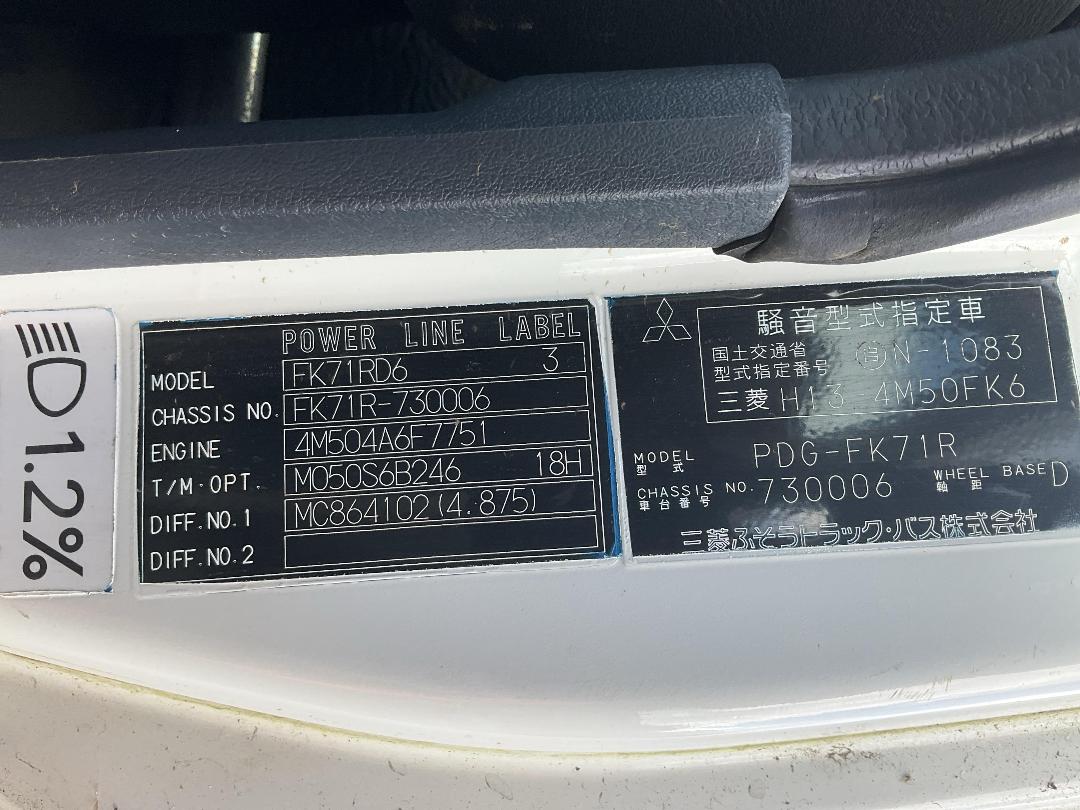 1.2%
POWER LINE LABEL
MODEL FK71RD6 3
CHASSIS NO. FK71R-730006
ENGINE 4M504A6F7751
T/M·OPT. M050S6B246 18H
DIFF.NO.1 MC864102(4.875)
DIFF.NO.2
騒音型式指定車
国土交通省
型式指定番号 N-1083
三菱 H13 4M50FK6
MODEL
型式 PDG-FK71R
CHASSIS NO.
車台番号 730006
WHEEL BASE
軸距 D
三菱ふそうトラック・バス株式会社